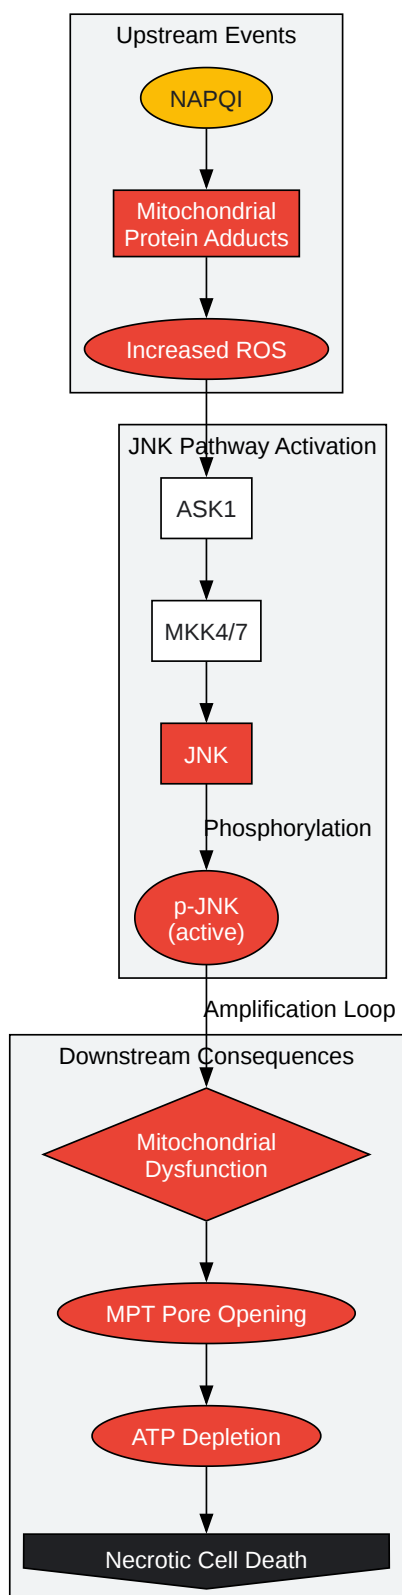 Upstream Events
NAPQI
Mitochondrial
Protein Adducts
Increased ROS
JNK Pathway Activation
ASK1
MKK4/7
JNK
Phosphorylation
p-JNK
(active)
Amplification Loop
Downstream Consequences
Mitochondrial
Dysfunction
MPT Pore Opening
ATP Depletion
Necrotic Cell Death